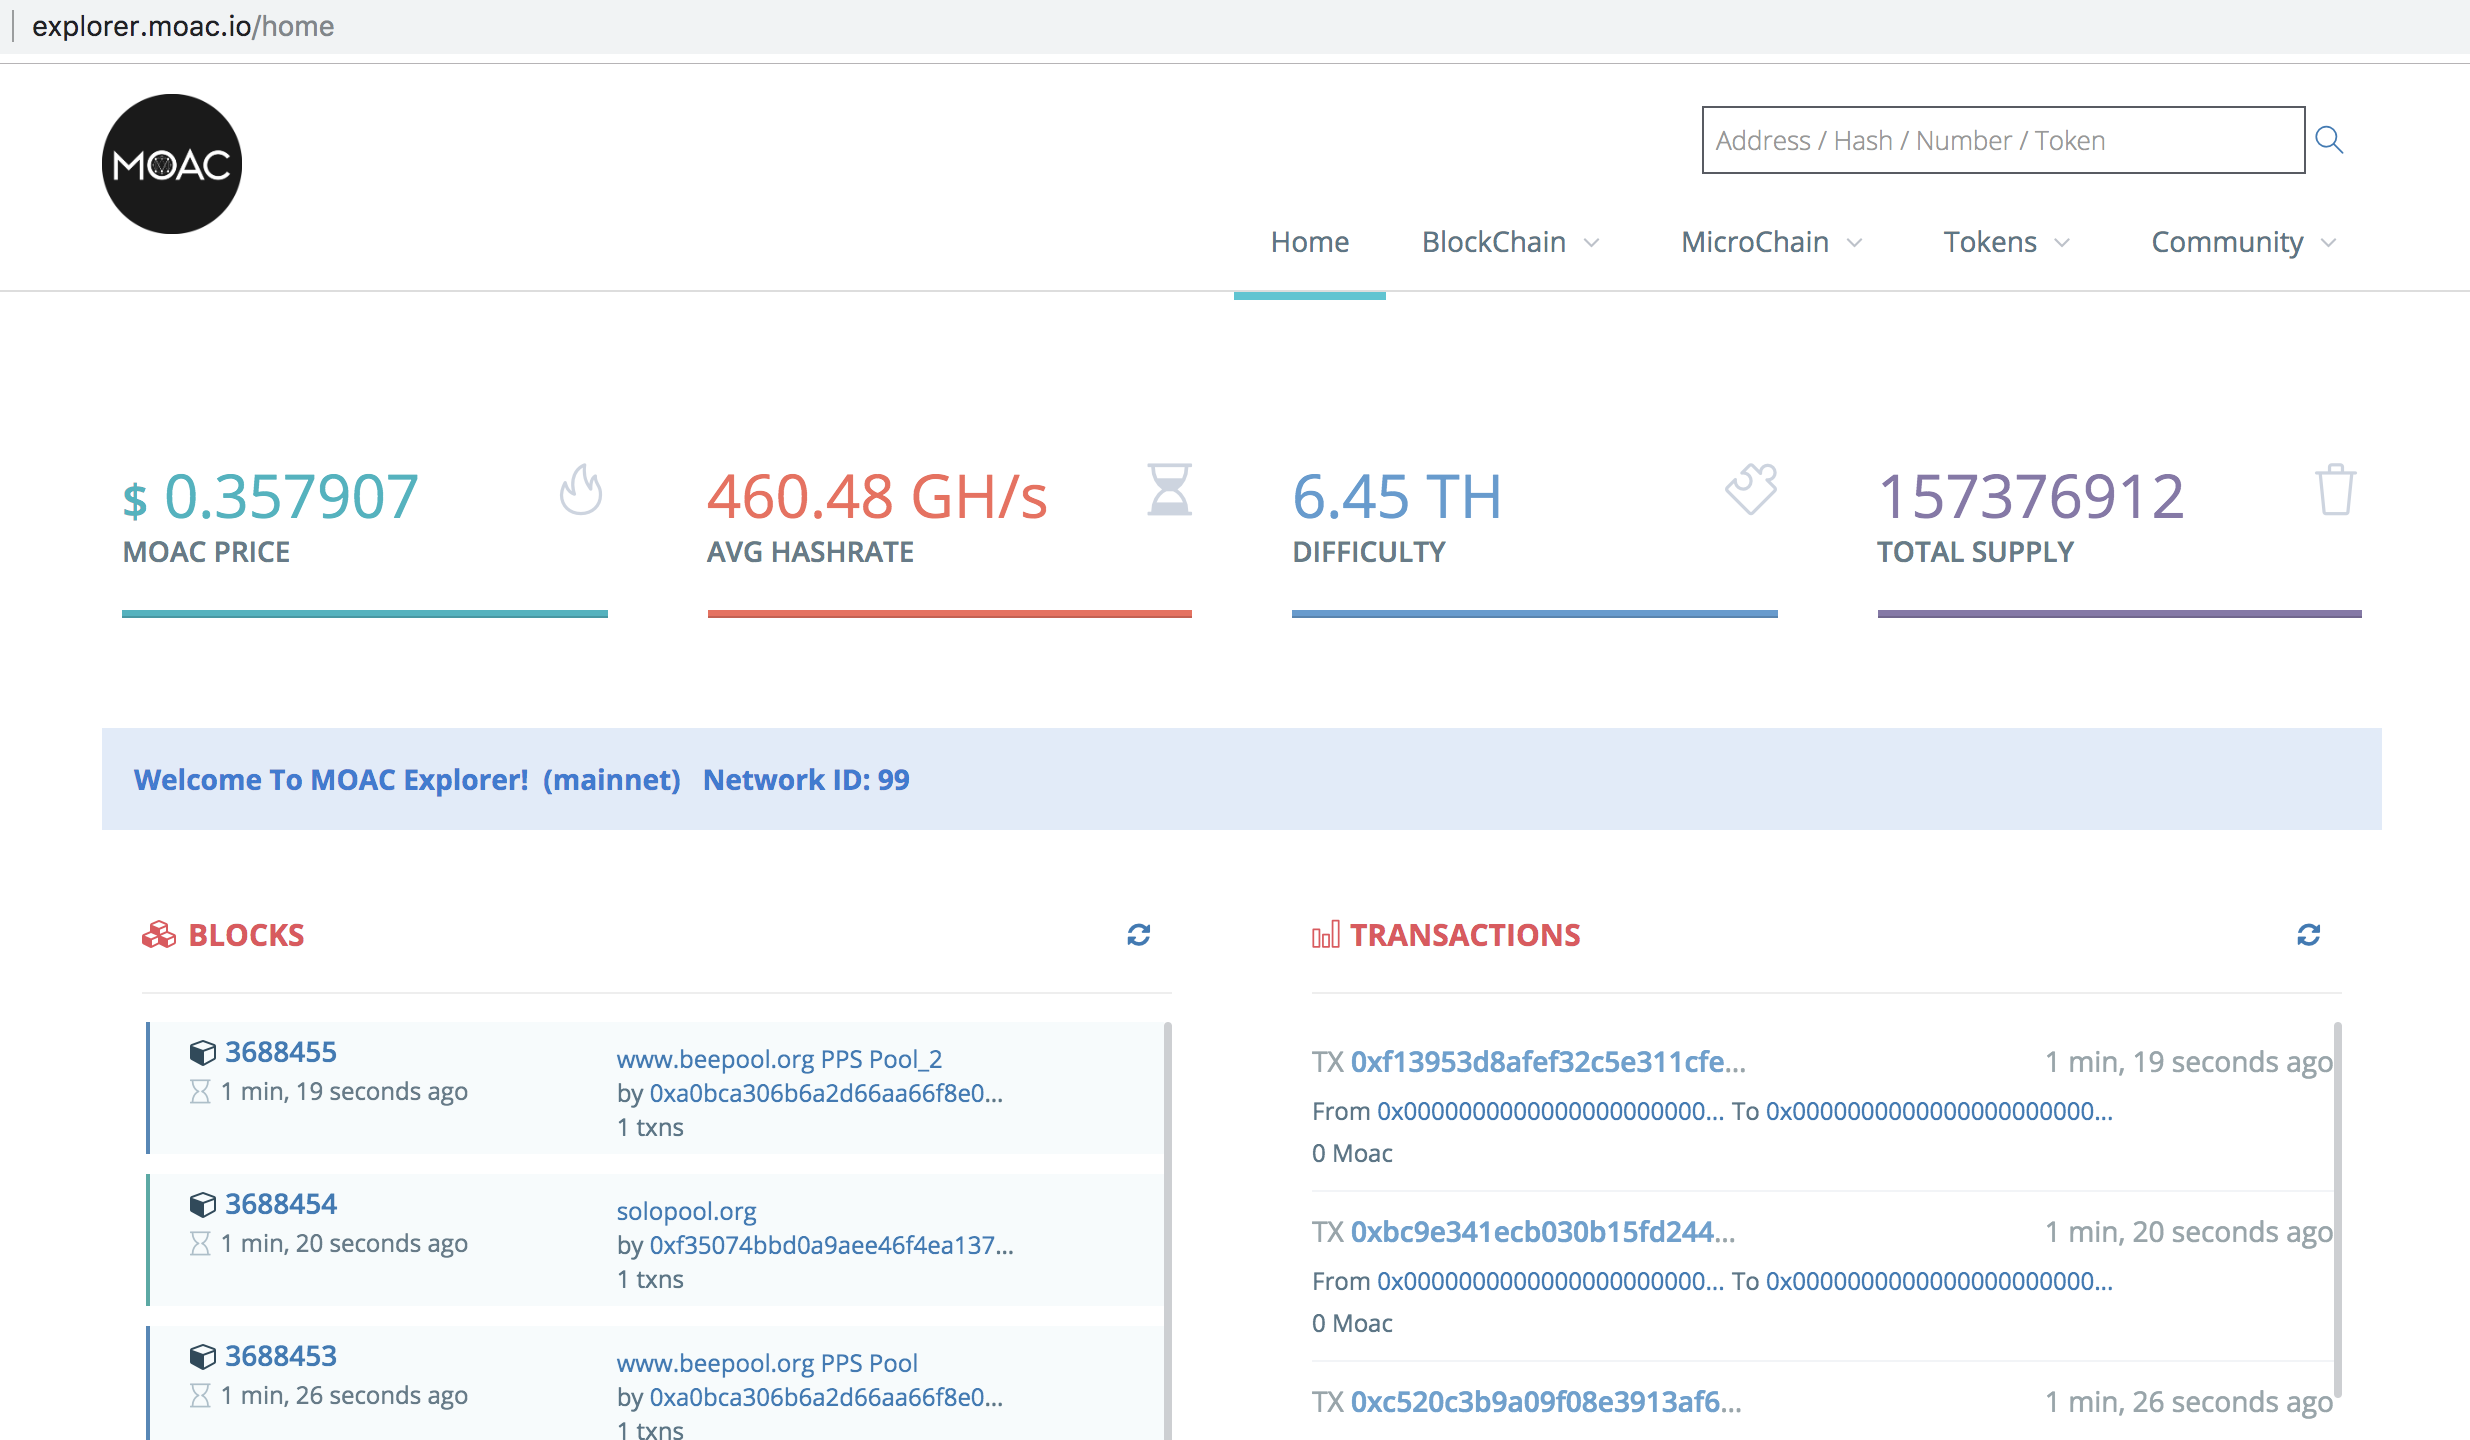 explorer.moac.io/home
MOAC
Address / Hash / Number / Token
Home BlockChain MicroChain Tokens Community
$ 0.357907
MOAC PRICE
460.48 GH/s
AVG HASHRATE
6.45 TH
DIFFICULTY
157376912
TOTAL SUPPLY
Welcome To MOAC Explorer! (mainnet) Network ID: 99
BLOCKS
3688455
1 min, 19 seconds ago
www.beepool.org PPS Pool_2
by 0xa0bca306b6a2d66aa66f8e0...
1 txns
3688454
1 min, 20 seconds ago
solopool.org
by 0xf35074bbd0a9aee46f4ea137...
1 txns
3688453
1 min, 26 seconds ago
www.beepool.org PPS Pool
by 0xa0bca306b6a2d66aa66f8e0...
1 txns
TRANSACTIONS
TX 0xf13953d8afef32c5e311cfe... 1 min, 19 seconds ago
From 0x00000000000000000000000... To 0x00000000000000000000000...
0 Moac
TX 0xbc9e341ecb030b15fd244... 1 min, 20 seconds ago
From 0x00000000000000000000000... To 0x00000000000000000000000...
0 Moac
TX 0xc520c3b9a09f08e3913af6... 1 min, 26 seconds ago